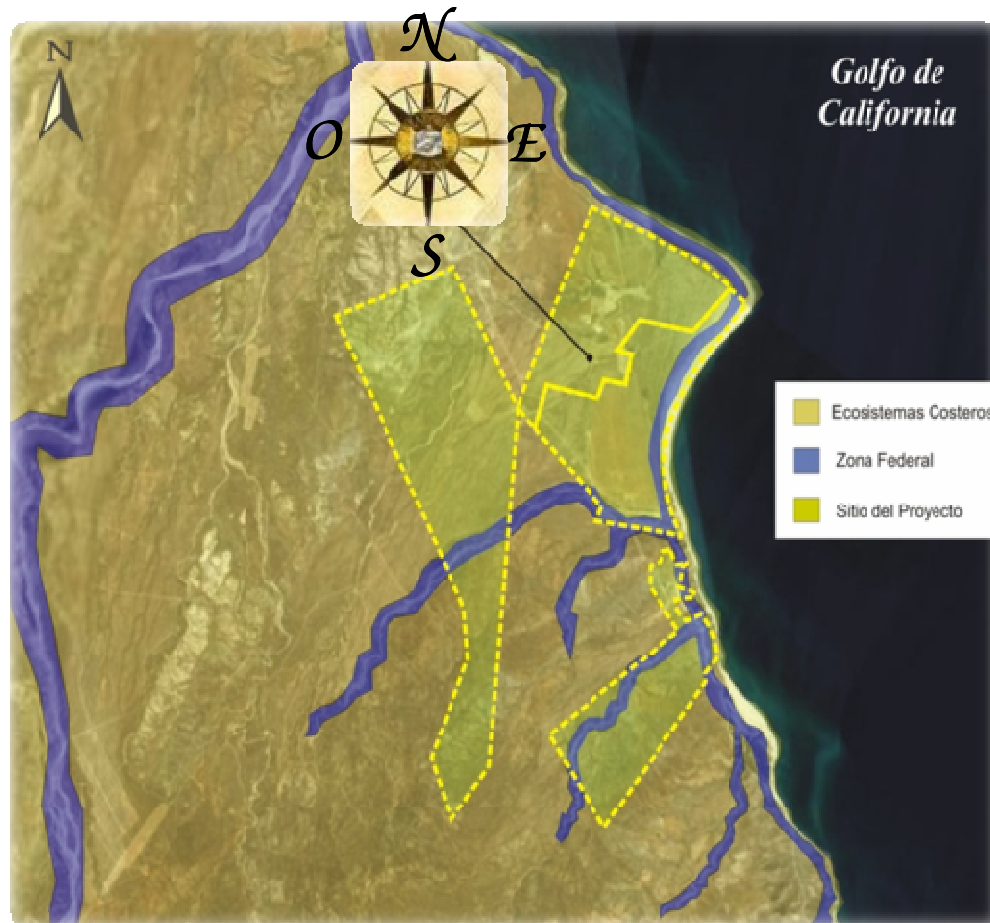 N
N
O
E
S
Golfo de
California
Ecosistemas Costeros
Zona Federal
Sitio del Proyecto